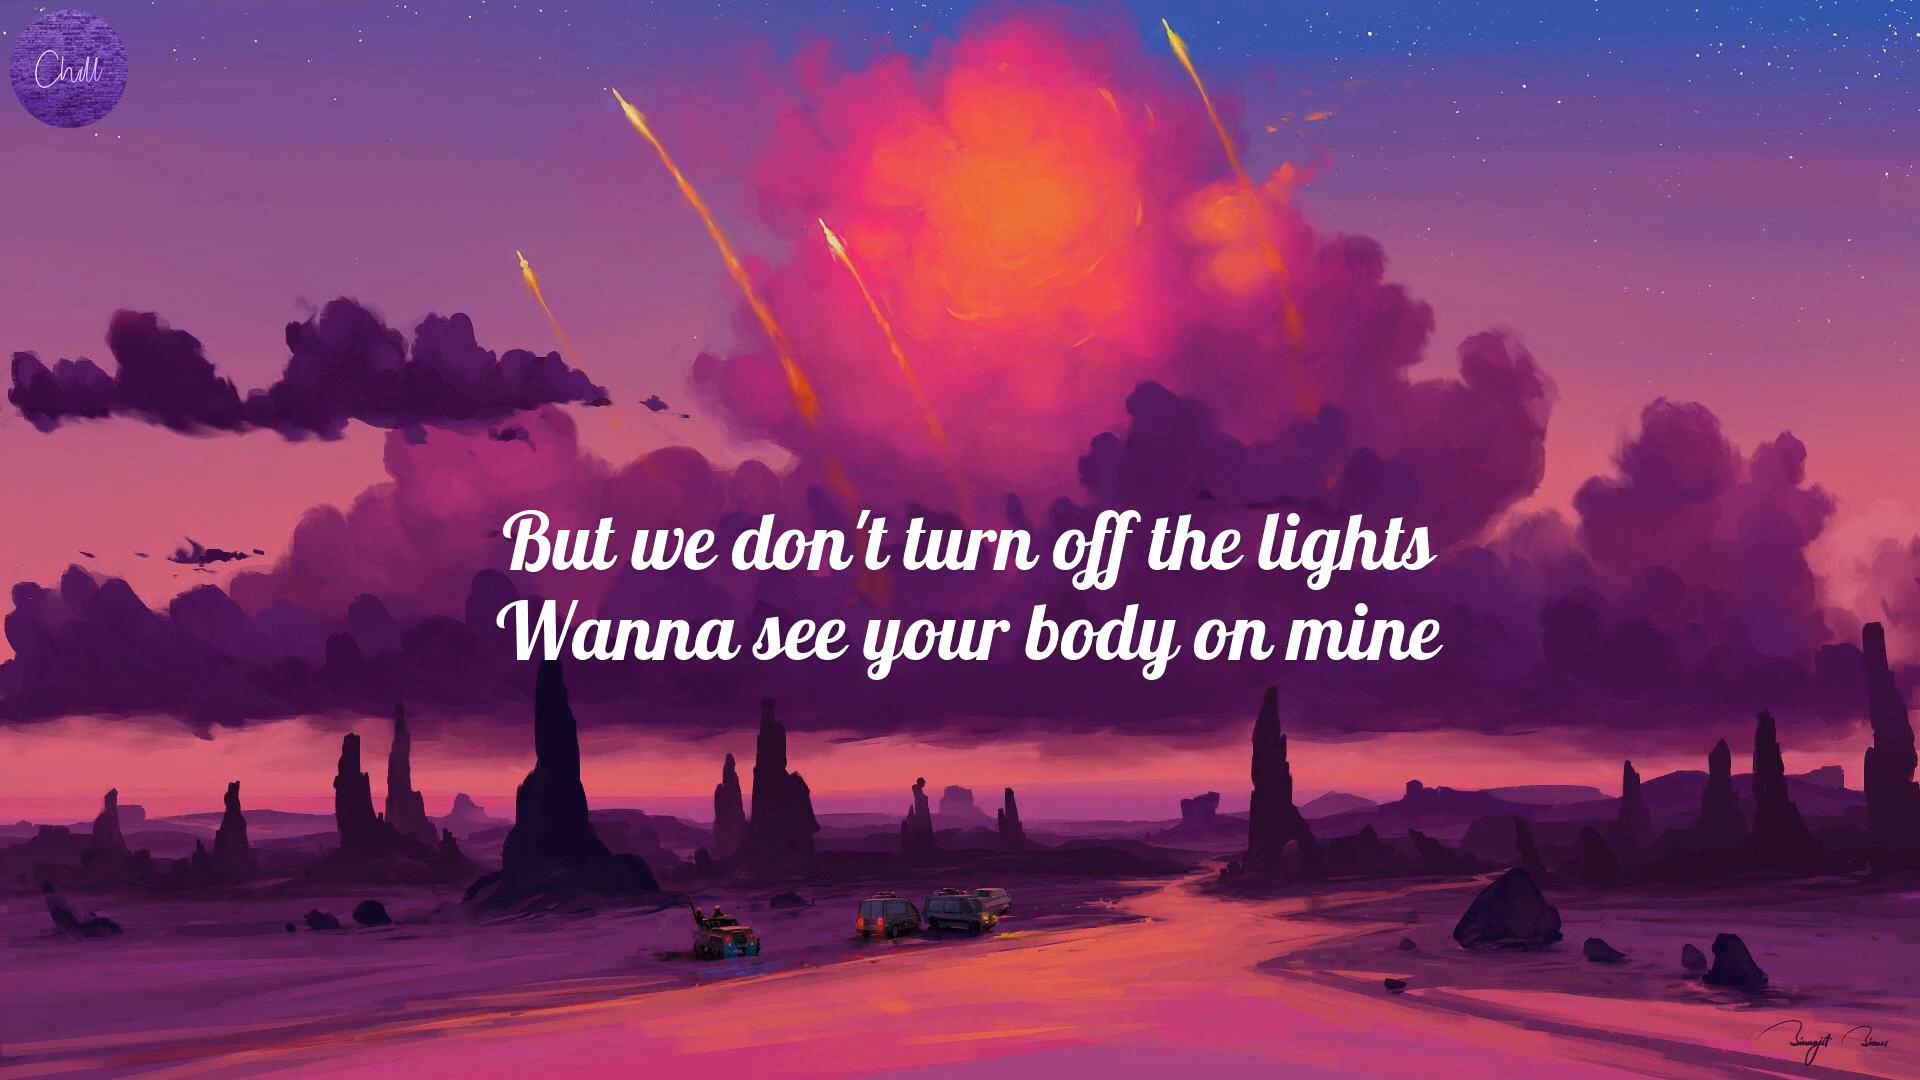 Chill
But we don't turn off the lights
Wanna see your body on mine